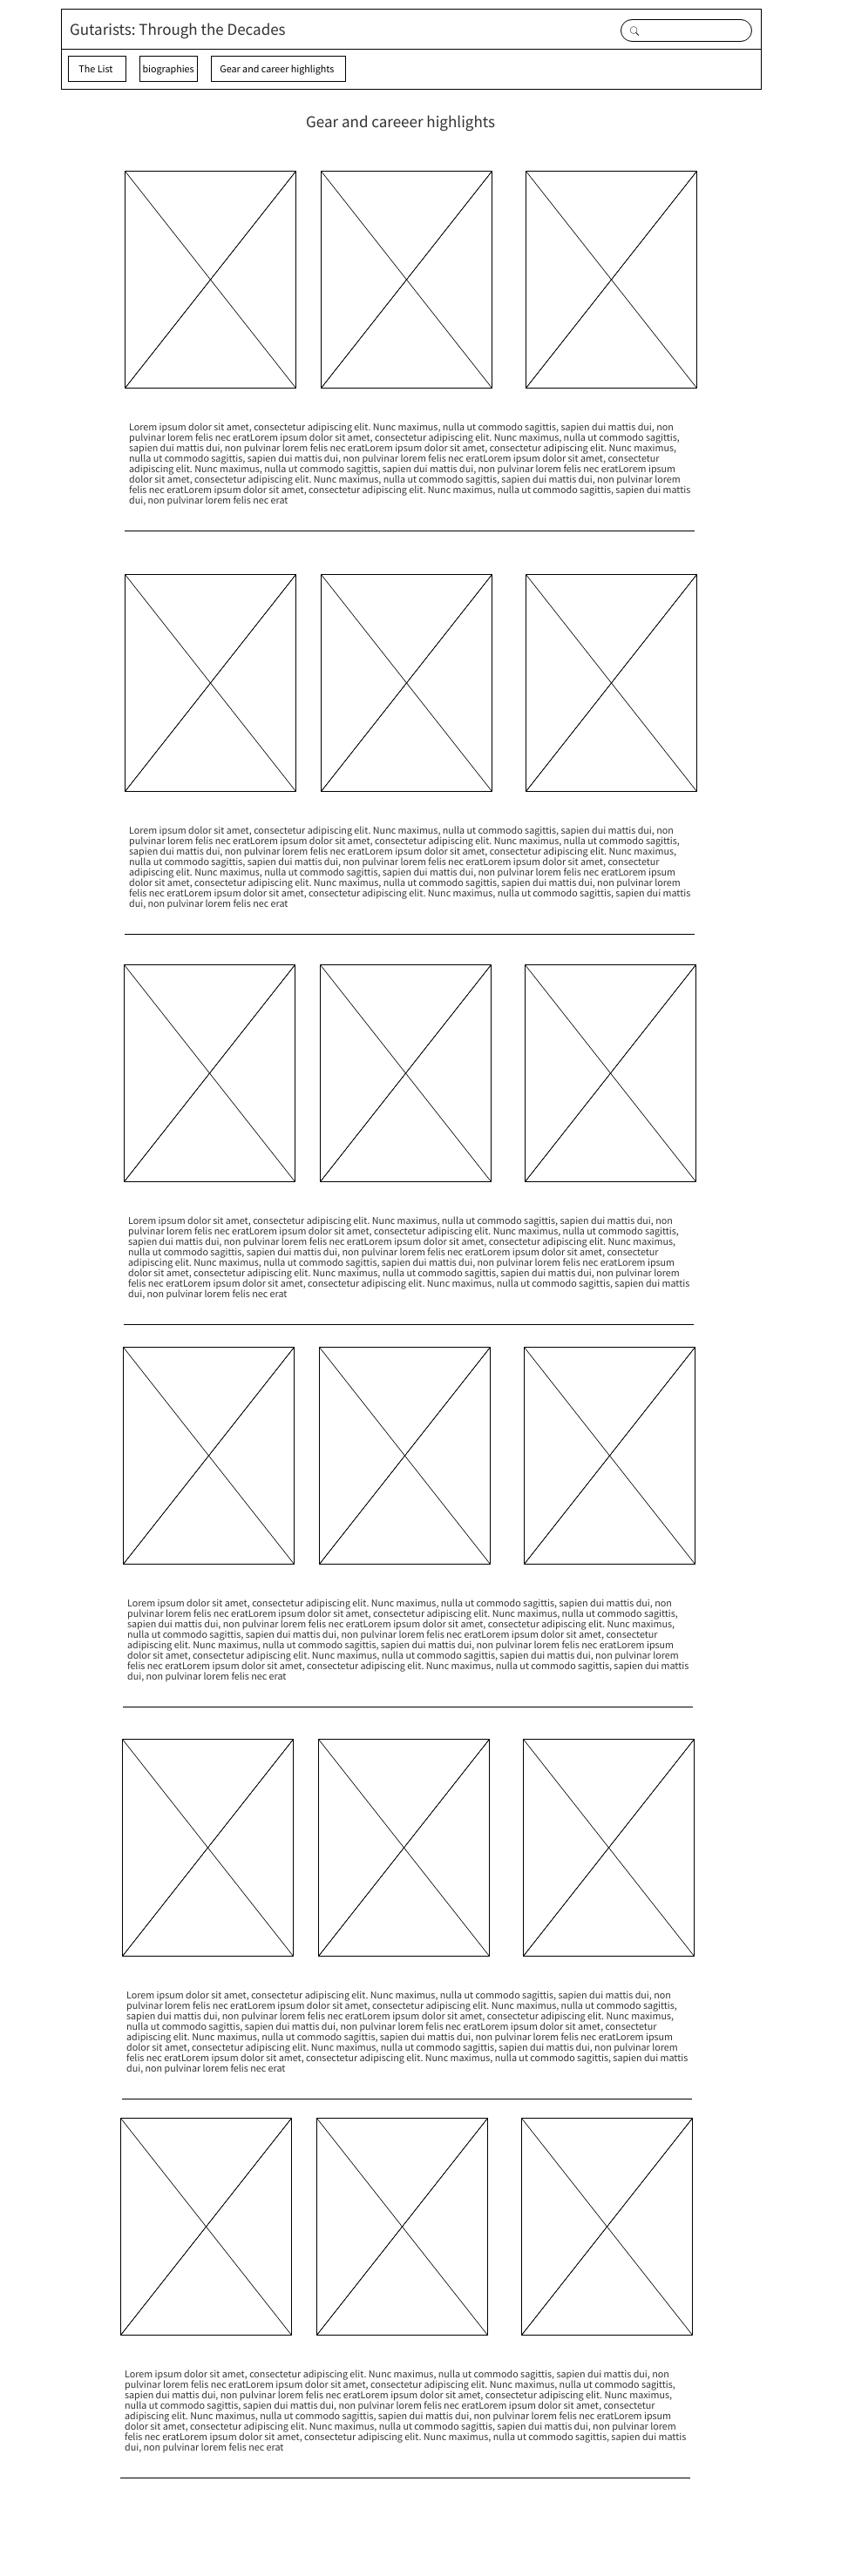 Gutarists: Through the Decades
The List
biographies
Gear and career highlights
Gear and careeer highlights
Lorem ipsum dolor sit amet, consectetur adipiscing elit. Nunc maximus, nulla ut commodo sagittis, sapien dui mattis dui, non
pulvinar lorem felis nec eratLorem ipsum dolor sit amet, consectetur adipiscing elit. Nunc maximus, nulla ut commodo sagittis,
sapien dui mattis dui, non pulvinar lorem felis nec eratLorem ipsum dolor sit amet, consectetur adipiscing elit. Nunc maximus,
nulla ut commodo sagittis, sapien dui mattis dui, non pulvinar lorem felis nec eratLorem ipsum dolor sit amet, consectetur
adipiscing elit. Nunc maximus, nulla ut commodo sagittis, sapien dui mattis dui, non pulvinar lorem felis nec eratLorem ipsum
dolor sit amet, consectetur adipiscing elit. Nunc maximus, nulla ut commodo sagittis, sapien dui mattis dui, non pulvinar lorem
felis nec eratLorem ipsum dolor sit amet, consectetur adipiscing elit. Nunc maximus, nulla ut commodo sagittis, sapien dui mattis
dui, non pulvinar lorem felis nec erat
Lorem ipsum dolor sit amet, consectetur adipiscing elit. Nunc maximus, nulla ut commodo sagittis, sapien dui mattis dui, non
pulvinar lorem felis nec eratLorem ipsum dolor sit amet, consectetur adipiscing elit. Nunc maximus, nulla ut commodo sagittis,
sapien dui mattis dui, non pulvinar lorem felis nec eratLorem ipsum dolor sit amet, consectetur adipiscing elit. Nunc maximus,
nulla ut commodo sagittis, sapien dui mattis dui, non pulvinar lorem felis nec eratLorem ipsum dolor sit amet, consectetur
adipiscing elit. Nunc maximus, nulla ut commodo sagittis, sapien dui mattis dui, non pulvinar lorem felis nec eratLorem ipsum
dolor sit amet, consectetur adipiscing elit. Nunc maximus, nulla ut commodo sagittis, sapien dui mattis dui, non pulvinar lorem
felis nec eratLorem ipsum dolor sit amet, consectetur adipiscing elit. Nunc maximus, nulla ut commodo sagittis, sapien dui mattis
dui, non pulvinar lorem felis nec erat
Lorem ipsum dolor sit amet, consectetur adipiscing elit. Nunc maximus, nulla ut commodo sagittis, sapien dui mattis dui, non
pulvinar lorem felis nec eratLorem ipsum dolor sit amet, consectetur adipiscing elit. Nunc maximus, nulla ut commodo sagittis,
sapien dui mattis dui, non pulvinar lorem felis nec eratLorem ipsum dolor sit amet, consectetur adipiscing elit. Nunc maximus,
nulla ut commodo sagittis, sapien dui mattis dui, non pulvinar lorem felis nec eratLorem ipsum dolor sit amet, consectetur
adipiscing elit. Nunc maximus, nulla ut commodo sagittis, sapien dui mattis dui, non pulvinar lorem felis nec eratLorem ipsum
dolor sit amet, consectetur adipiscing elit. Nunc maximus, nulla ut commodo sagittis, sapien dui mattis dui, non pulvinar lorem
felis nec eratLorem ipsum dolor sit amet, consectetur adipiscing elit. Nunc maximus, nulla ut commodo sagittis, sapien dui mattis
dui, non pulvinar lorem felis nec erat
Lorem ipsum dolor sit amet, consectetur adipiscing elit. Nunc maximus, nulla ut commodo sagittis, sapien dui mattis dui, non
pulvinar lorem felis nec eratLorem ipsum dolor sit amet, consectetur adipiscing elit. Nunc maximus, nulla ut commodo sagittis,
sapien dui mattis dui, non pulvinar lorem felis nec eratLorem ipsum dolor sit amet, consectetur adipiscing elit. Nunc maximus,
nulla ut commodo sagittis, sapien dui mattis dui, non pulvinar lorem felis nec eratLorem ipsum dolor sit amet, consectetur
adipiscing elit. Nunc maximus, nulla ut commodo sagittis, sapien dui mattis dui, non pulvinar lorem felis nec eratLorem ipsum
dolor sit amet, consectetur adipiscing elit. Nunc maximus, nulla ut commodo sagittis, sapien dui mattis dui, non pulvinar lorem
felis nec eratLorem ipsum dolor sit amet, consectetur adipiscing elit. Nunc maximus, nulla ut commodo sagittis, sapien dui mattis
dui, non pulvinar lorem felis nec erat
Lorem ipsum dolor sit amet, consectetur adipiscing elit. Nunc maximus, nulla ut commodo sagittis, sapien dui mattis dui, non
pulvinar lorem felis nec eratLorem ipsum dolor sit amet, consectetur adipiscing elit. Nunc maximus, nulla ut commodo sagittis,
sapien dui mattis dui, non pulvinar lorem felis nec eratLorem ipsum dolor sit amet, consectetur adipiscing elit. Nunc maximus,
nulla ut commodo sagittis, sapien dui mattis dui, non pulvinar lorem felis nec eratLorem ipsum dolor sit amet, consectetur
adipiscing elit. Nunc maximus, nulla ut commodo sagittis, sapien dui mattis dui, non pulvinar lorem felis nec eratLorem ipsum
dolor sit amet, consectetur adipiscing elit. Nunc maximus, nulla ut commodo sagittis, sapien dui mattis dui, non pulvinar lorem
felis nec eratLorem ipsum dolor sit amet, consectetur adipiscing elit. Nunc maximus, nulla ut commodo sagittis, sapien dui mattis
dui, non pulvinar lorem felis nec erat
Lorem ipsum dolor sit amet, consectetur adipiscing elit. Nunc maximus, nulla ut commodo sagittis, sapien dui mattis dui, non
pulvinar lorem felis nec eratLorem ipsum dolor sit amet, consectetur adipiscing elit. Nunc maximus, nulla ut commodo sagittis,
sapien dui mattis dui, non pulvinar lorem felis nec eratLorem ipsum dolor sit amet, consectetur adipiscing elit. Nunc maximus,
nulla ut commodo sagittis, sapien dui mattis dui, non pulvinar lorem felis nec eratLorem ipsum dolor sit amet, consectetur
adipiscing elit. Nunc maximus, nulla ut commodo sagittis, sapien dui mattis dui, non pulvinar lorem felis nec eratLorem ipsum
dolor sit amet, consectetur adipiscing elit. Nunc maximus, nulla ut commodo sagittis, sapien dui mattis dui, non pulvinar lorem
felis nec eratLorem ipsum dolor sit amet, consectetur adipiscing elit. Nunc maximus, nulla ut commodo sagittis, sapien dui mattis
dui, non pulvinar lorem felis nec erat